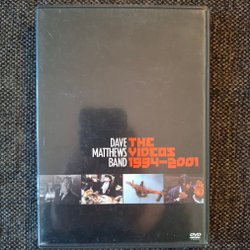 DAVE
MATTHEWS
BAND
THE
VIDEOS
1994-2001
DVD